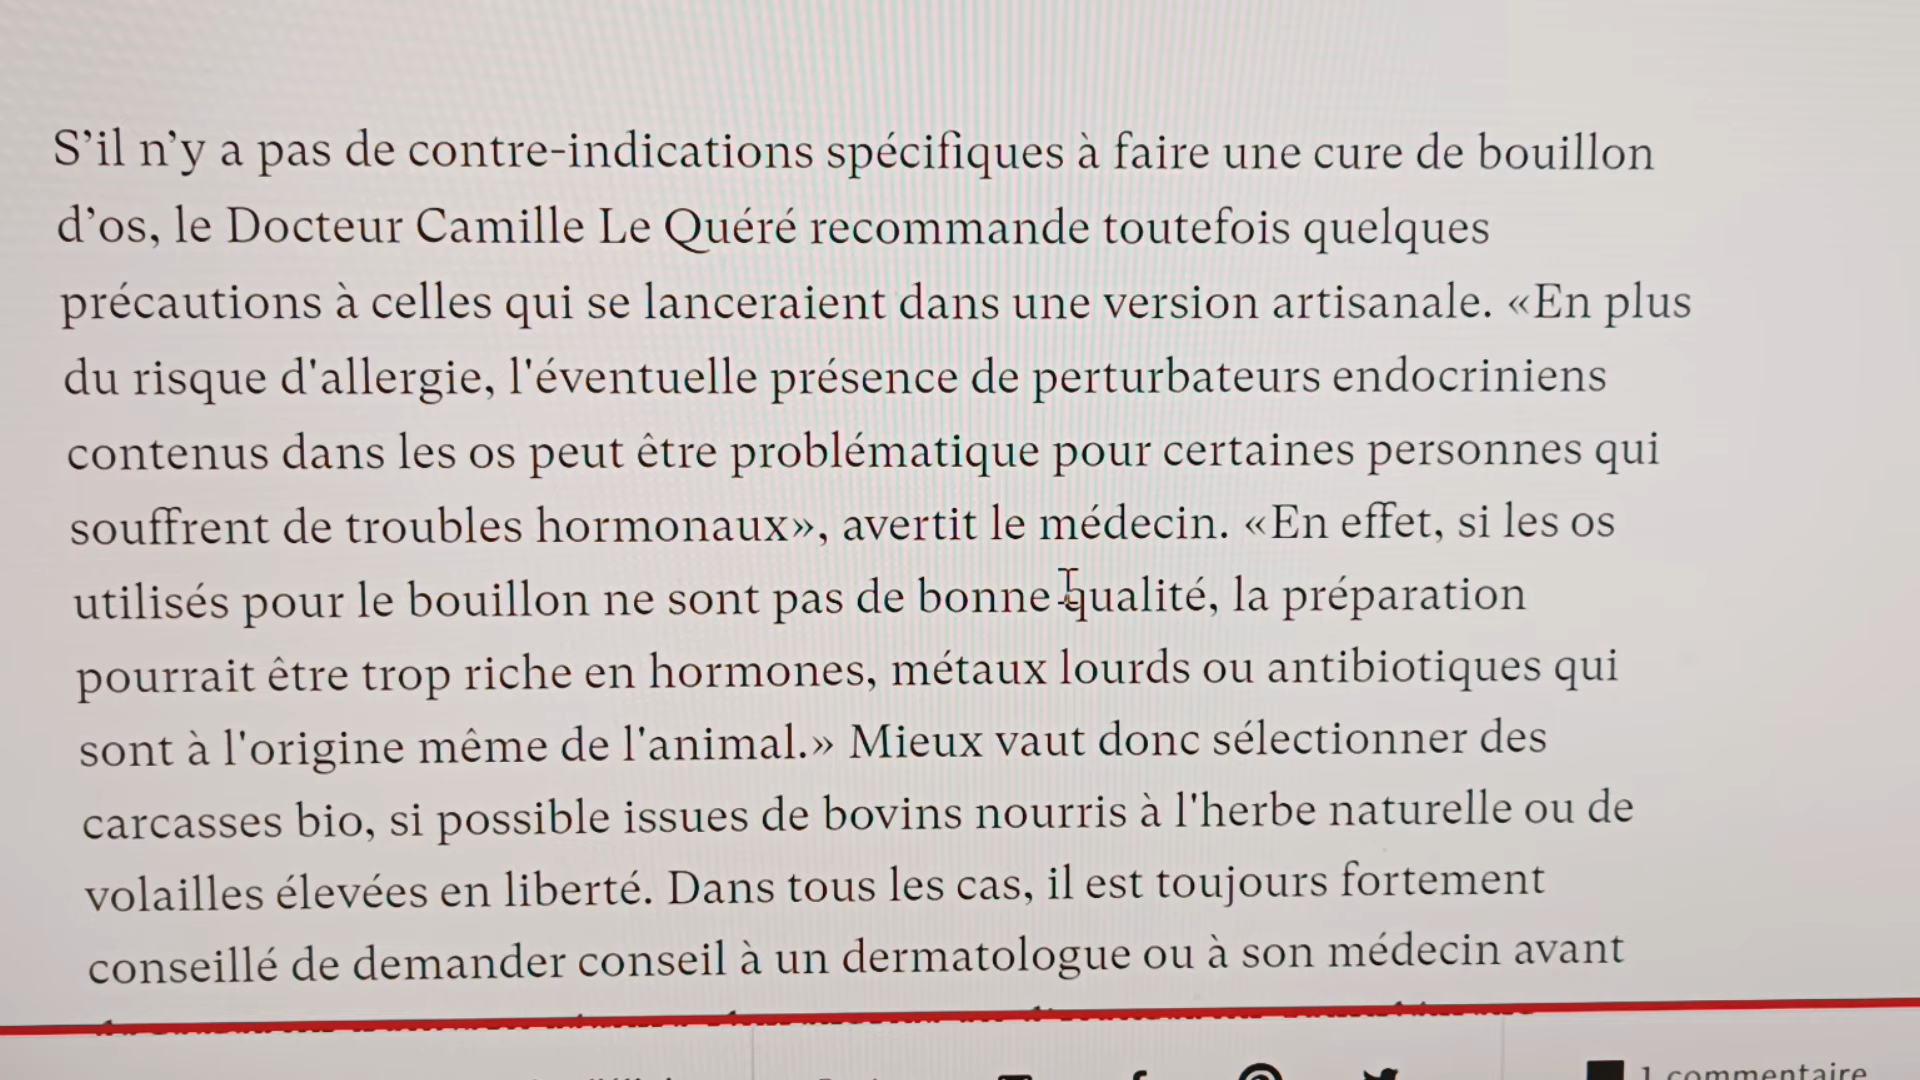 S’il n’y a pas de contre-indications spécifiques à faire une cure de bouillon
d’os, le Docteur Camille Le Quéré recommande toutefois quelques
précautions à celles qui se lanceraient dans une version artisanale. «En plus
du risque d'allergie, l'éventuelle présence de perturbateurs endocriniens
contenus dans les os peut être problématique pour certaines personnes qui
souffrent de troubles hormonaux», avertit le médecin. «En effet, si les os
utilisés pour le bouillon ne sont pas de bonne qualité, la préparation
pourrait être trop riche en hormones, métaux lourds ou antibiotiques qui
sont à l'origine même de l'animal.» Mieux vaut donc sélectionner des
carcasses bio, si possible issues de bovins nourris à l'herbe naturelle ou de
volailles élevées en liberté. Dans tous les cas, il est toujours fortement
conseillé de demander conseil à un dermatologue ou à son médecin avant
1 commentaire